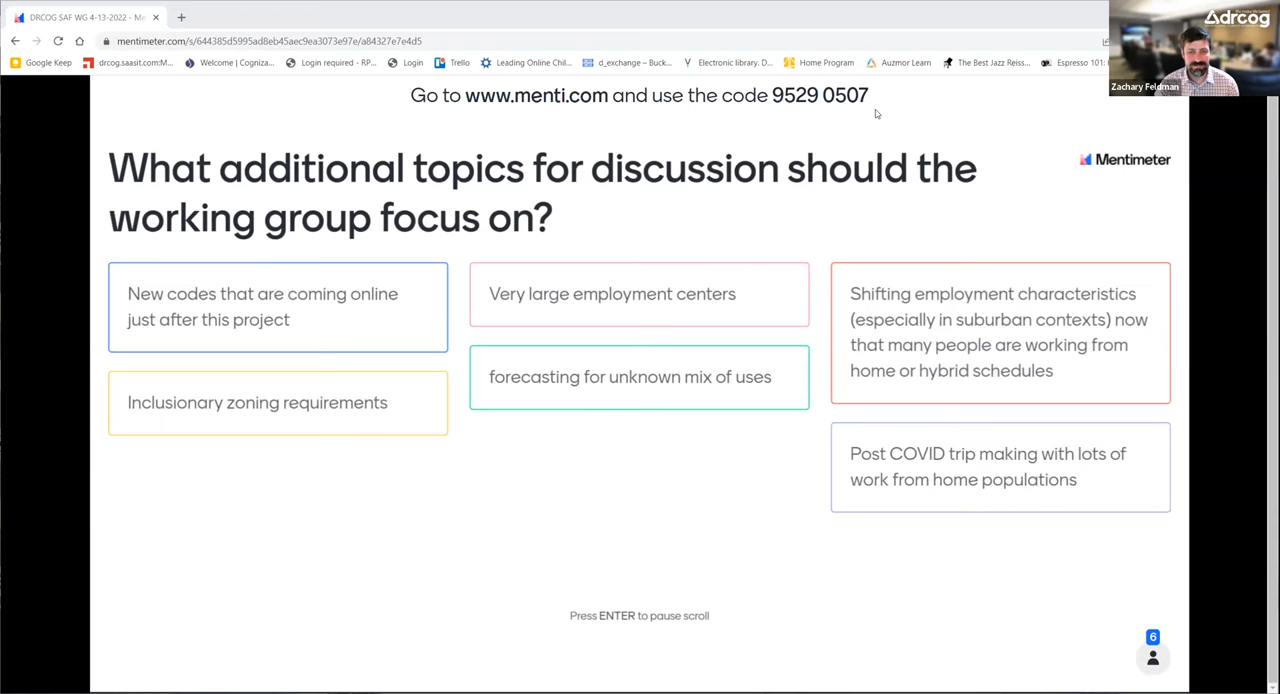 DRCOG SAF WG 4-13-2022 - Me
mentimeter.com/s/644385d5995ad8eb45aec9ea3073e97e/a84327e7e4d5
Google Keep
drcog.saasit.com:M...
Welcome | Cogniza...
Login required - RP...
Login
Trello
Leading Online Chil...
d_exchange – Buck...
Electronic library. D...
Home Program
Auzmor Learn
The Best Jazz Reiss...
Espresso 101:
drcog
Zachary Feldman
Go to www.menti.com and use the code 9529 0507
Mentimeter
What additional topics for discussion should the
working group focus on?
New codes that are coming online
just after this project
Inclusionary zoning requirements
Very large employment centers
forecasting for unknown mix of uses
Shifting employment characteristics
(especially in suburban contexts) now
that many people are working from
home or hybrid schedules
Post COVID trip making with lots of
work from home populations
Press ENTER to pause scroll
6